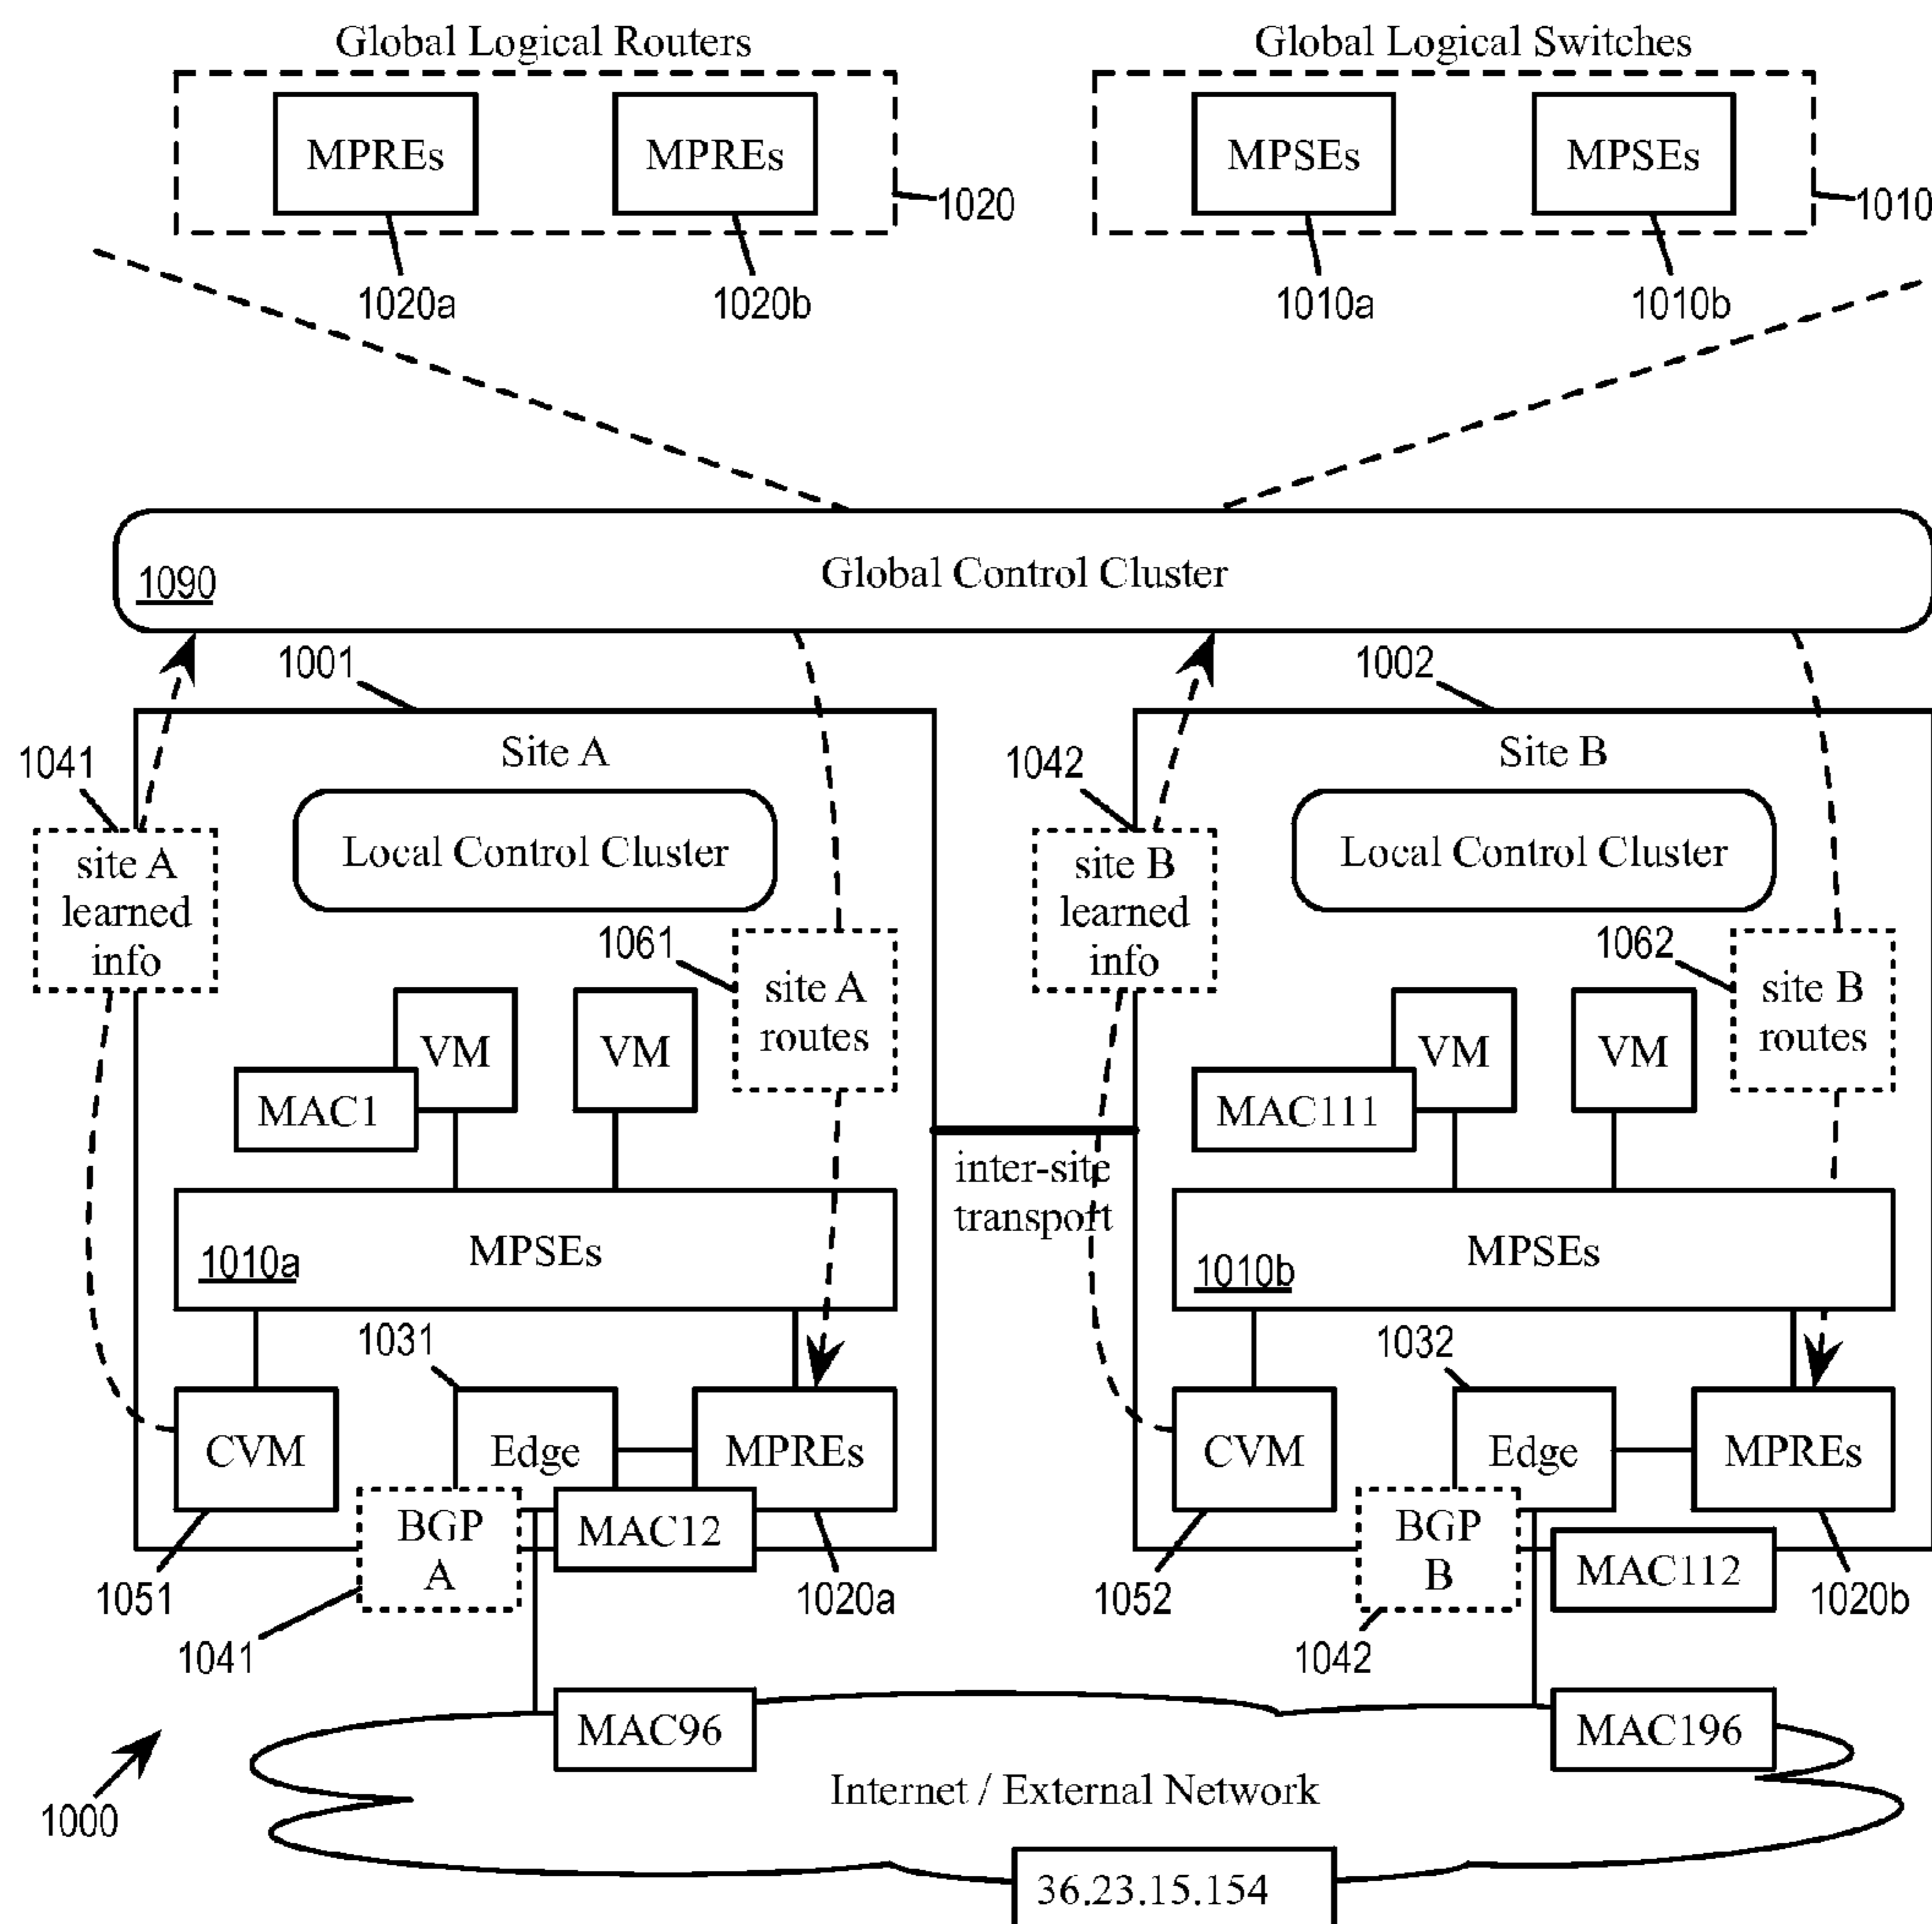 Global Logical Routers
Global Logical Switches
MPREs
MPREs
MPSEs
MPSEs
1020
1010
1020a
1020b
1010a
1010b
1090
Global Control Cluster
1001
1002
Site A
Site B
1041
1042
Local Control Cluster
Local Control Cluster
site A
learned
info
site B
learned
info
1061
1062
site A
routes
site B
routes
VM
VM
VM
VM
MAC1
MAC111
inter-site
transport
1010a
MPSEs
1010b
MPSEs
1031
1032
CVM
Edge
MPREs
CVM
Edge
MPREs
BGP
A
MAC12
BGP
B
MAC112
1051
1020a
1052
1020b
1041
1042
MAC96
MAC196
Internet / External Network
1000
36.23.15.154